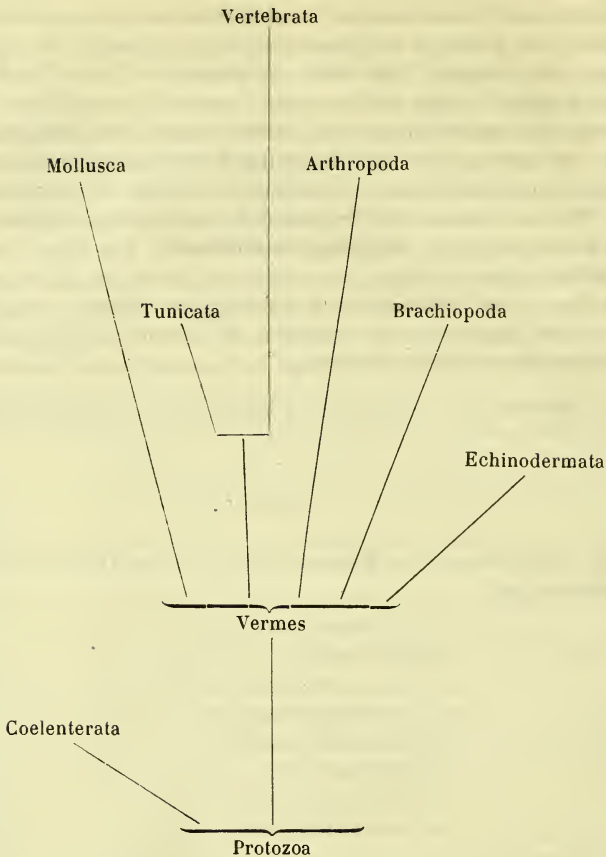 Vertebrata
Mollusca
Arthropoda
Tunicata
Brachiopoda
Echinodermata
Vermes
Coelenterata
Protozoa